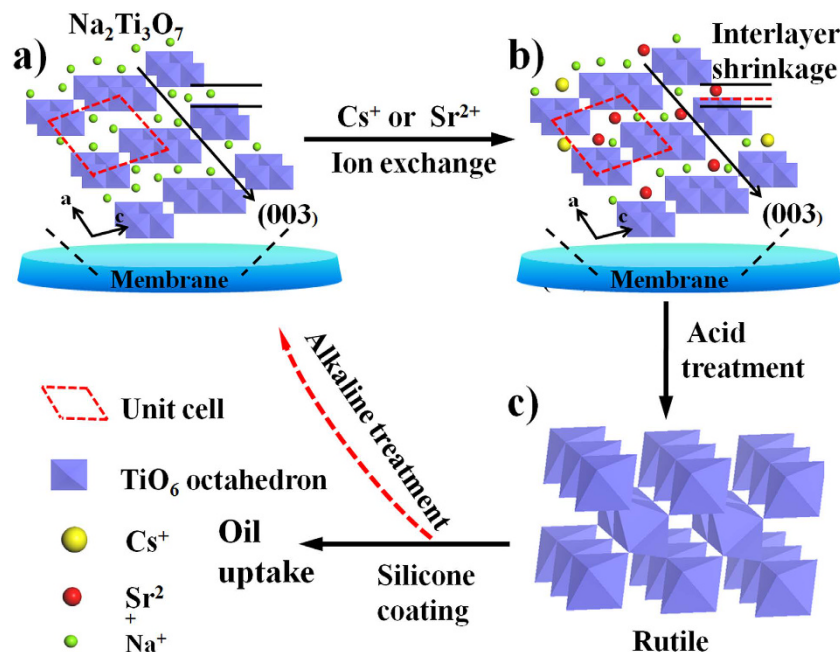 Na₂Ti₃O₇
a)
(003)
a
c
Membrane
Cs⁺ or Sr²⁺
Ion exchange
b)
Interlayer
shrinkage
(003)
a
c
Membrane
Acid
treatment
c)
Rutile
Silicone
coating
Alkaline treatment
Oil
uptake
Unit cell
TiO₆ octahedron
Cs⁺
Sr²
+
Na⁺